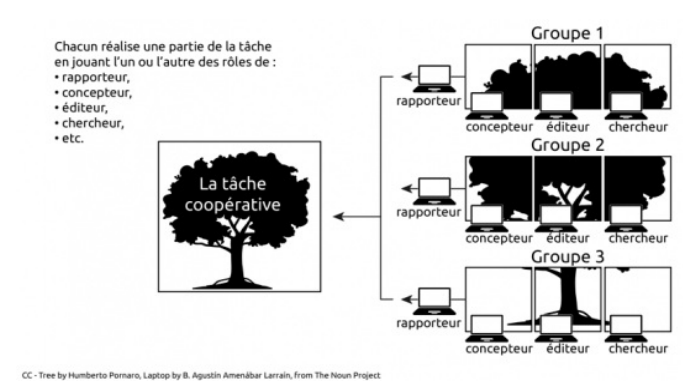 Chacun réalise une partie de la tâche
en jouant l'un ou l'autre des rôles de :
• rapporteur,
• concepteur,
• éditeur,
• chercheur,
• etc.
La tâche
coopérative
Groupe 1
rapporteur
concepteur éditeur chercheur
Groupe 2
rapporteur
concepteur éditeur chercheur
Groupe 3
rapporteur
concepteur éditeur chercheur
CC - Tree by Humberto Pornaro, Laptop by B. Agustín Amenábar Larraín, from The Noun Project